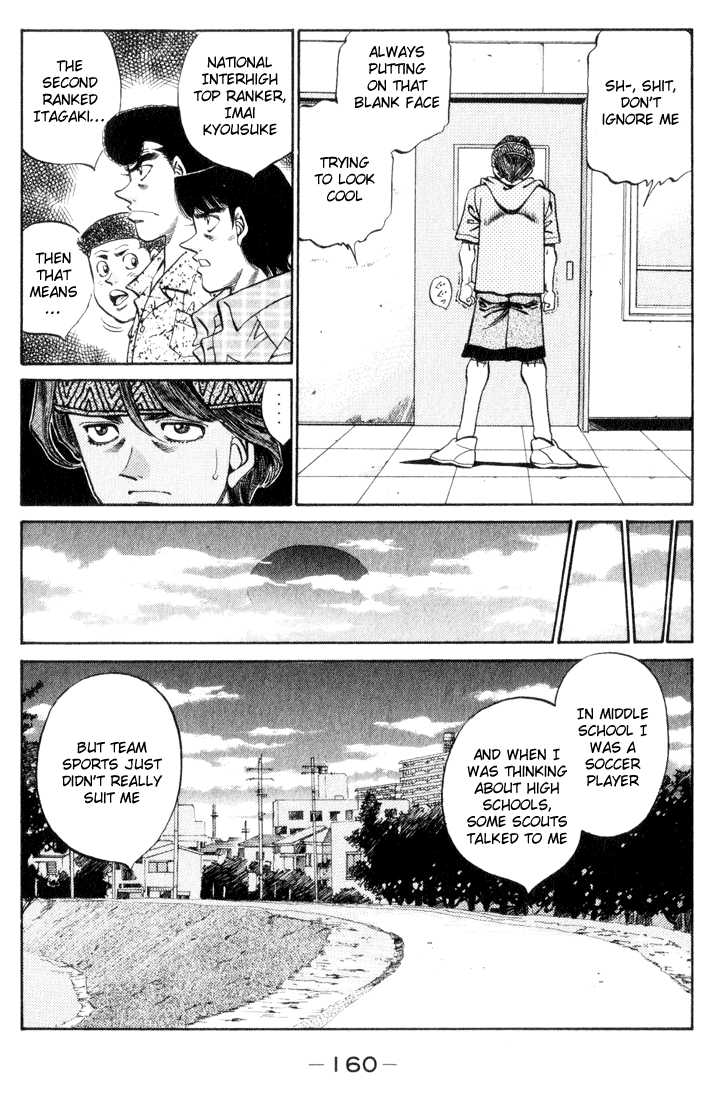 SH-, SHIT,
DON'T
IGNORE ME
ALWAYS
PUTTING
ON THAT
BLANK FACE
TRYING
TO LOOK
COOL
NATIONAL
INTERHIGH
TOP RANKER,
IMAI
KYOUSUKE
THE
SECOND
RANKED
ITAGAKI...
THEN
THAT
MEANS
...
....
IN MIDDLE
SCHOOL I
WAS A
SOCCER
PLAYER
AND WHEN I
WAS THINKING
ABOUT HIGH
SCHOOLS,
SOME SCOUTS
TALKED TO ME
BUT TEAM
SPORTS JUST
DIDN'T REALLY
SUIT ME
–160–